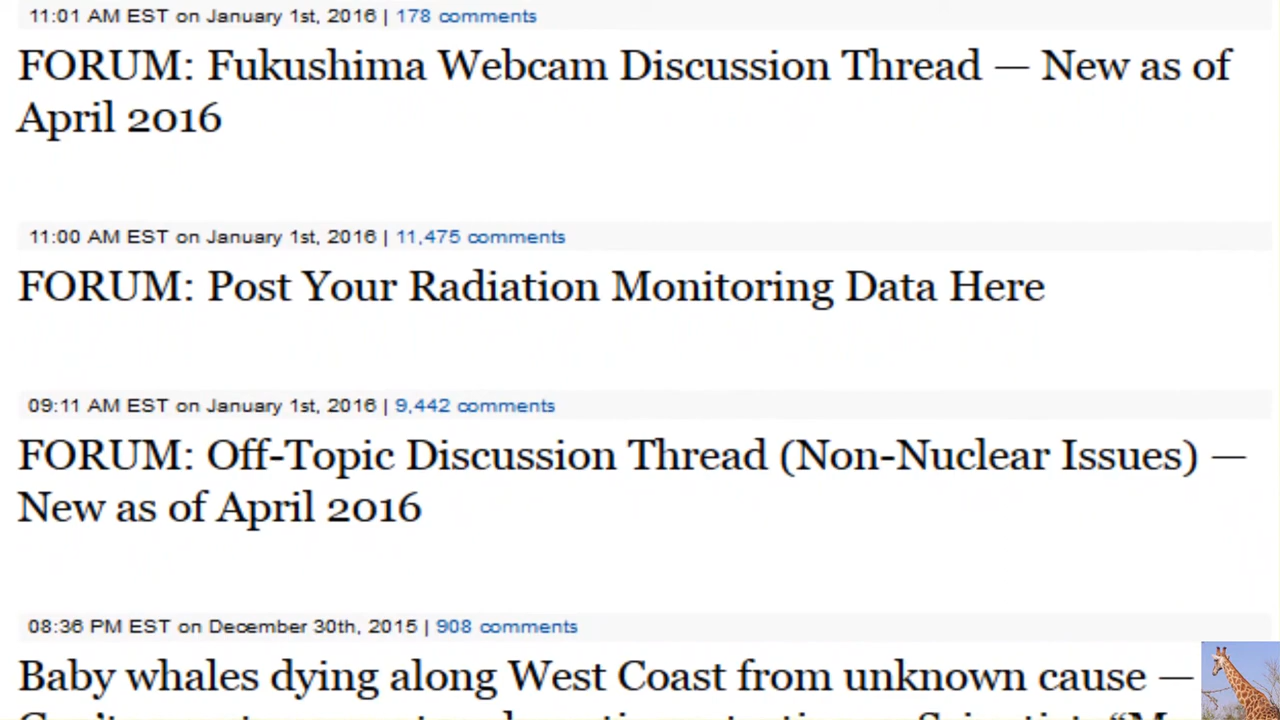 11:01 AM EST on January 1st, 2016 | 178 comments
FORUM: Fukushima Webcam Discussion Thread — New as of
April 2016
11:00 AM EST on January 1st, 2016 | 11,475 comments
FORUM: Post Your Radiation Monitoring Data Here
09:11 AM EST on January 1st, 2016 | 9,442 comments
FORUM: Off-Topic Discussion Thread (Non-Nuclear Issues) —
New as of April 2016
08:36 PM EST on December 30th, 2015 | 908 comments
Baby whales dying along West Coast from unknown cause —